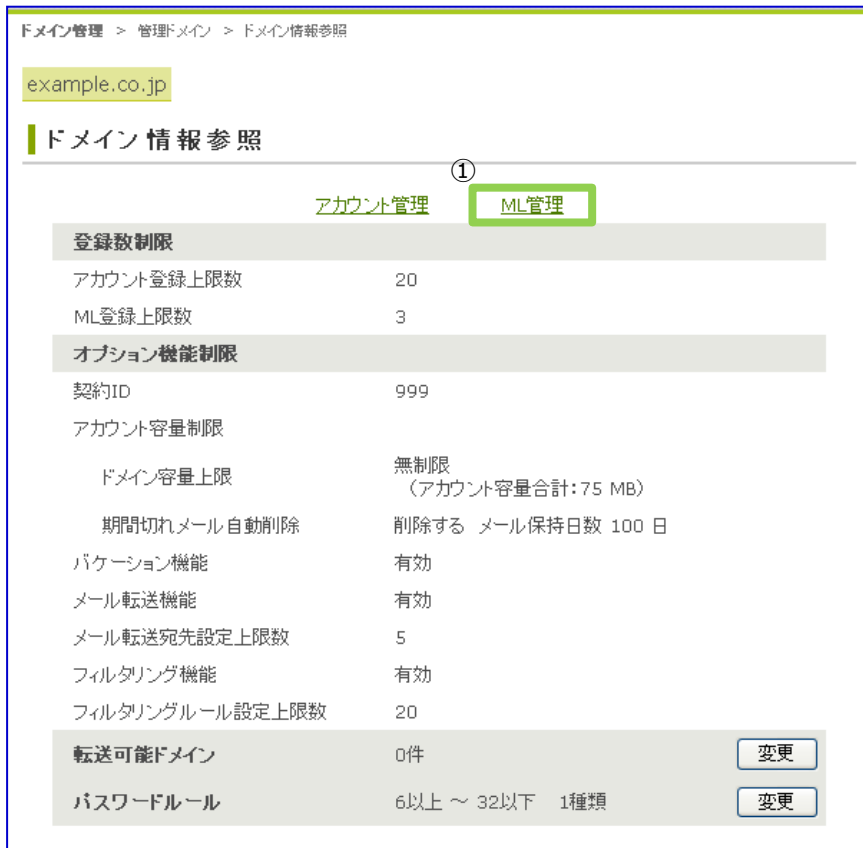 ドメイン管理 > 管理ドメイン > ドメイン情報参照
example.co.jp
ドメイン情報参照
①
アカウント管理 ML管理
登録数制限
アカウント登録上限数 20
ML登録上限数 3
オプション機能制限
契約ID 999
アカウント容量制限
ドメイン容量上限 無制限
(アカウント容量合計:75 MB)
期間切れメール自動削除 削除する メール保持日数 100 日
バケーション機能 有効
メール転送機能 有効
メール転送宛先設定上限数 5
フィルタリング機能 有効
フィルタリングルール設定上限数 20
転送可能ドメイン 0件 変更
パスワードルール 6以上 ～ 32以下 1種類 変更